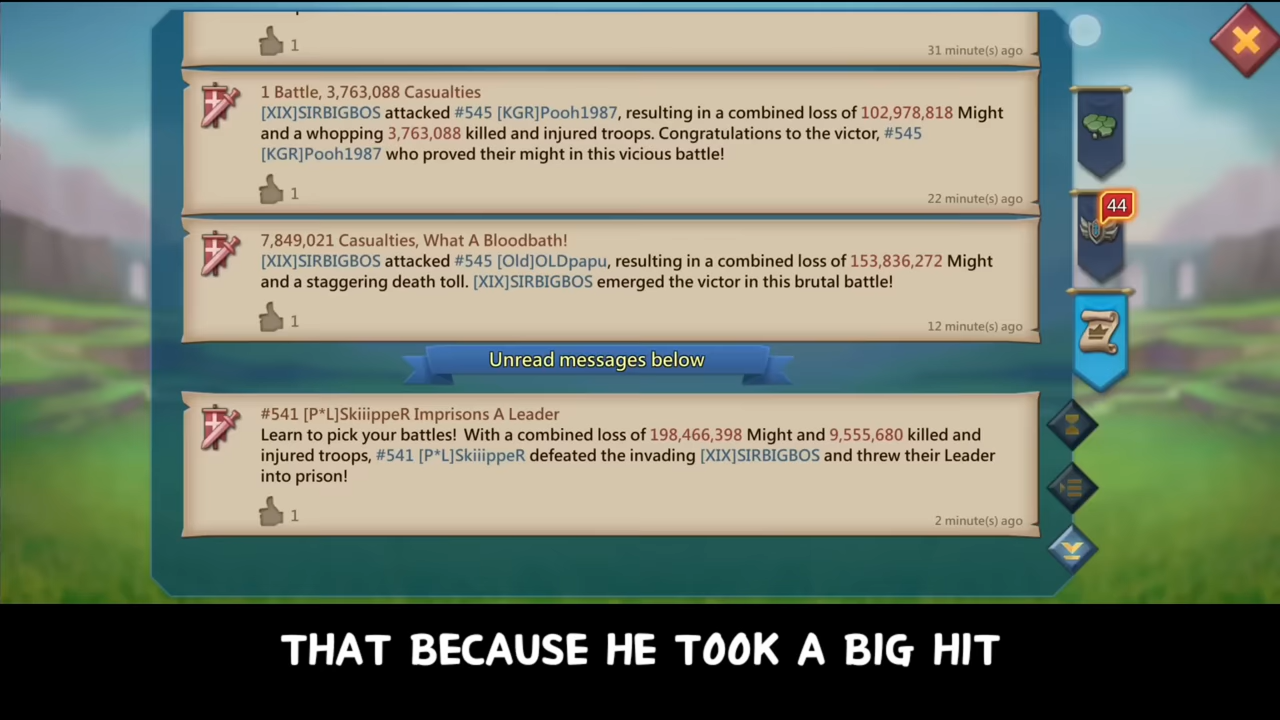 1
31 minute(s) ago
1 Battle, 3,763,088 Casualties
[XIX]SIRBIGBOS attacked #545 [KGR]Pooh1987, resulting in a combined loss of 102,978,818 Might
and a whopping 3,763,088 killed and injured troops. Congratulations to the victor, #545
[KGR]Pooh1987 who proved their might in this vicious battle!
1
22 minute(s) ago
44
7,849,021 Casualties, What A Bloodbath!
[XIX]SIRBIGBOS attacked #545 [Old]OLDpapu, resulting in a combined loss of 153,836,272 Might
and a staggering death toll. [XIX]SIRBIGBOS emerged the victor in this brutal battle!
1
12 minute(s) ago
Unread messages below
#541 [P*L]SkiiippeR Imprisons A Leader
Learn to pick your battles! With a combined loss of 198,466,398 Might and 9,555,680 killed and
injured troops, #541 [P*L]SkiiippeR defeated the invading [XIX]SIRBIGBOS and threw their Leader
into prison!
1
2 minute(s) ago
THAT BECAUSE HE TOOK A BIG HIT